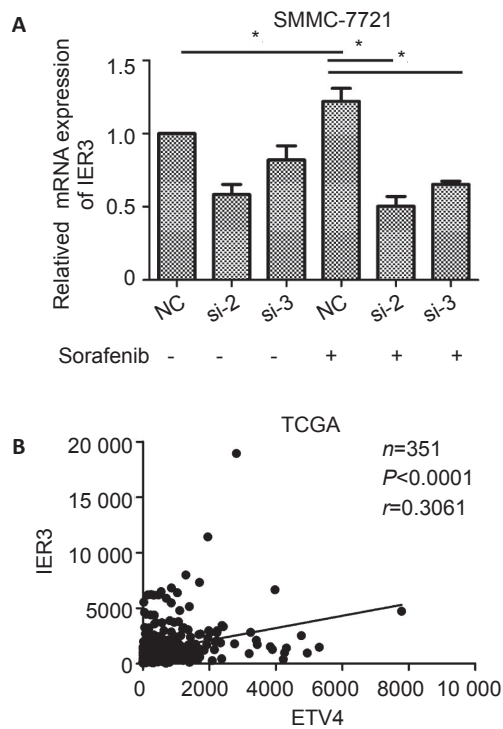 A
SMMC-7721
* * *
Relatived mRNA expression
of IER3
1.5
1.0
0.5
0
NC si-2 si-3 NC si-2 si-3
Sorafenib - - - + + +
B
TCGA
n=351
P<0.0001
r=0.3061
IER3
20 000
15 000
10 000
5000
0
0 2000 4000 6000 8000 10 000
ETV4